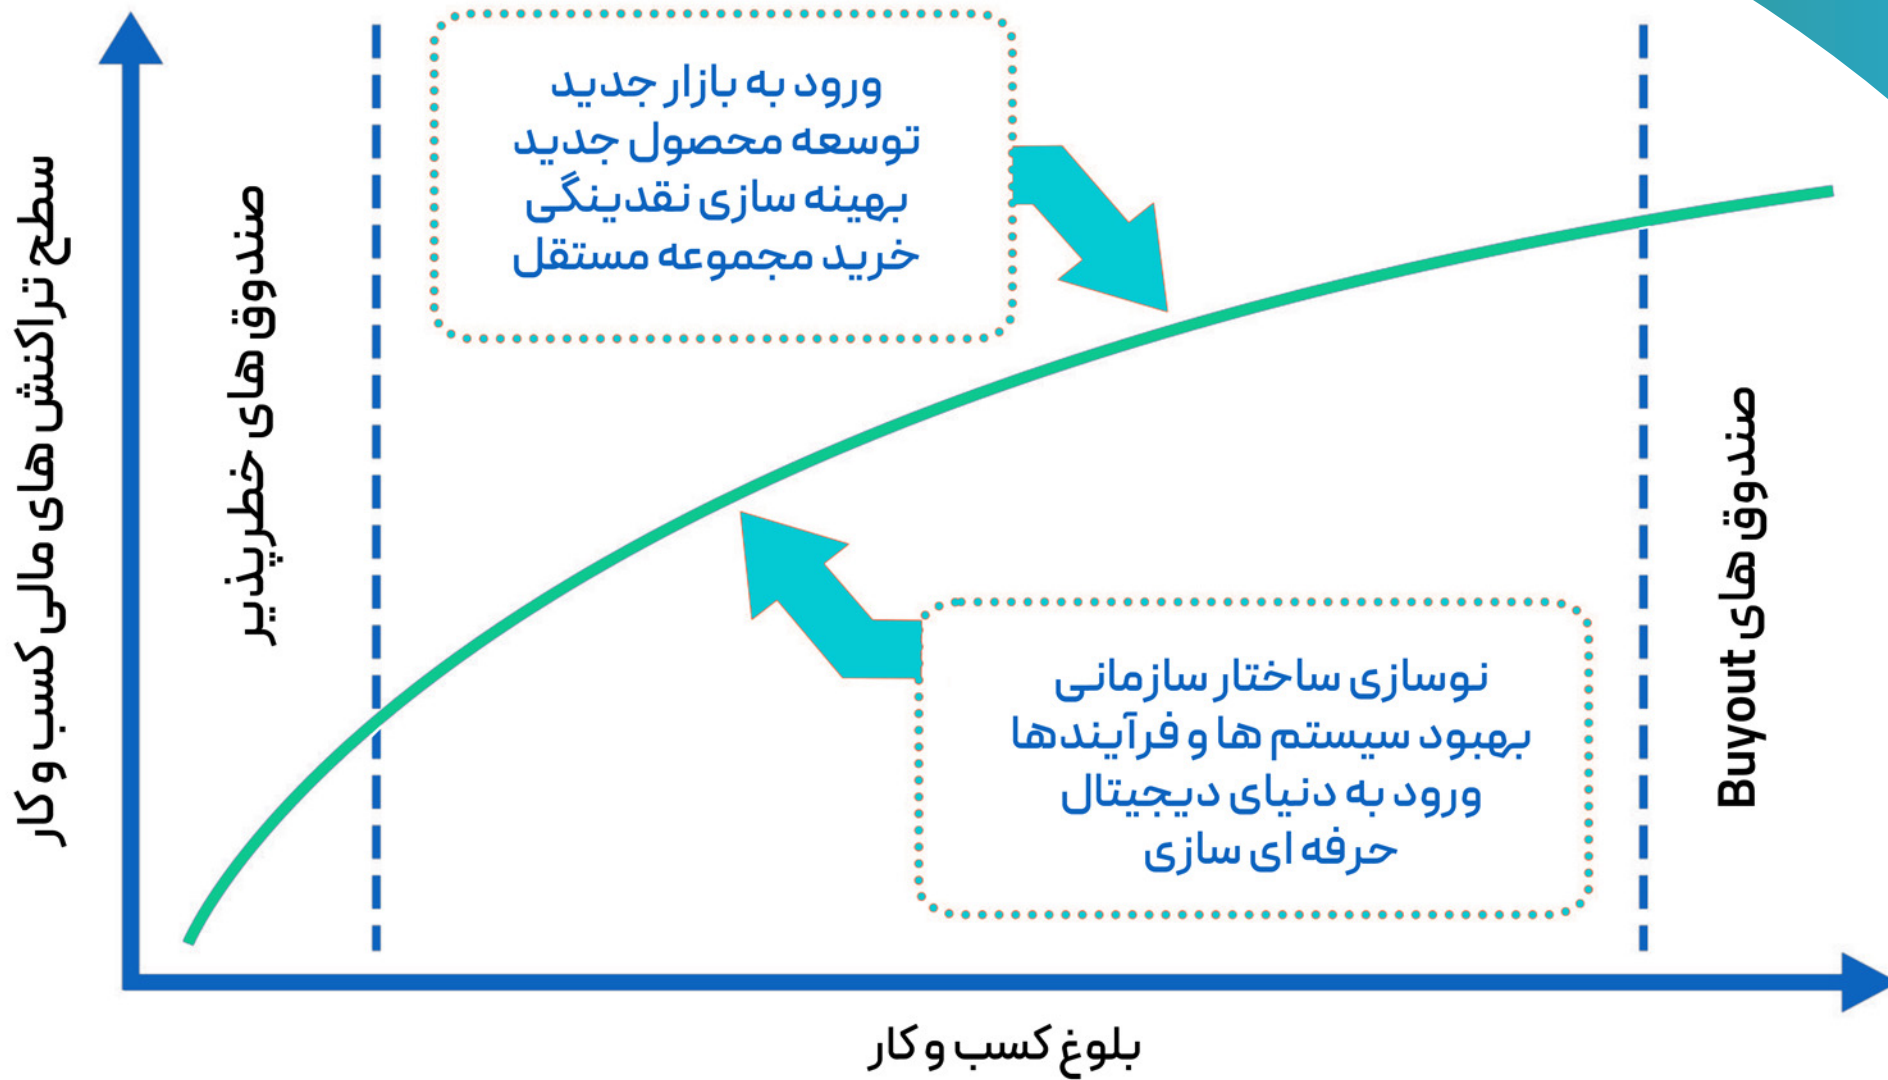 ورود به بازار جدید
توسعه محصول جدید
بهینه سازی نقدینگی
خرید مجموعه مستقل
سطح تراکنش های مالی کسب و کار
صندوق های خطرپذیر
صندوق های Buyout
نوسازی ساختار سازمانی
بهبود سیستم ها و فرآیندها
ورود به دنیای دیجیتال
حرفه ای سازی
بلوغ کسب و کار